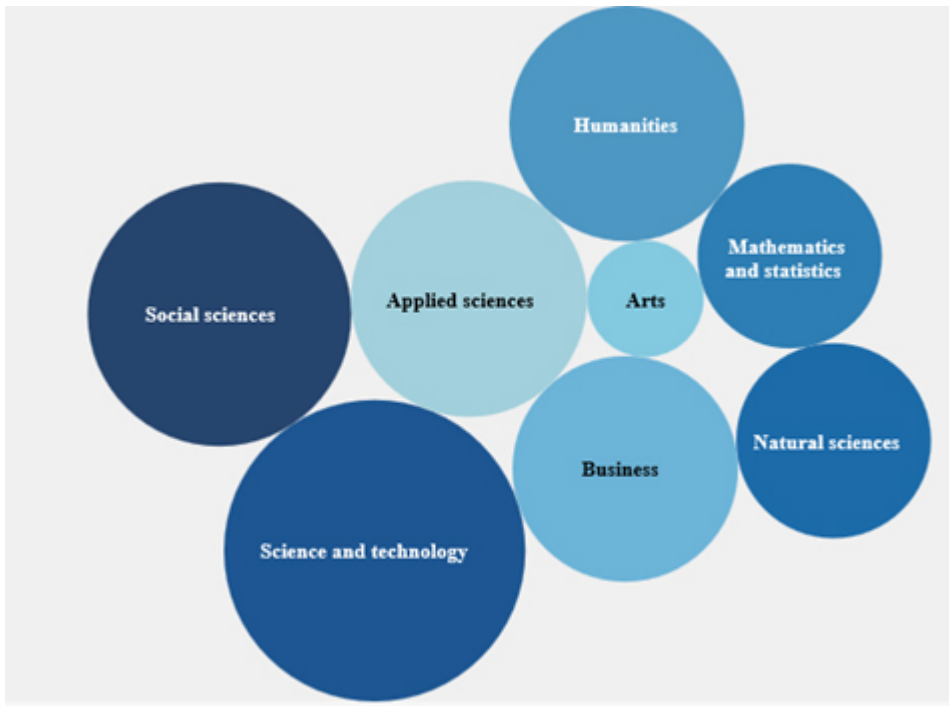 Humanities
Mathematics
and statistics
Social sciences
Applied sciences
Arts
Natural sciences
Business
Science and technology